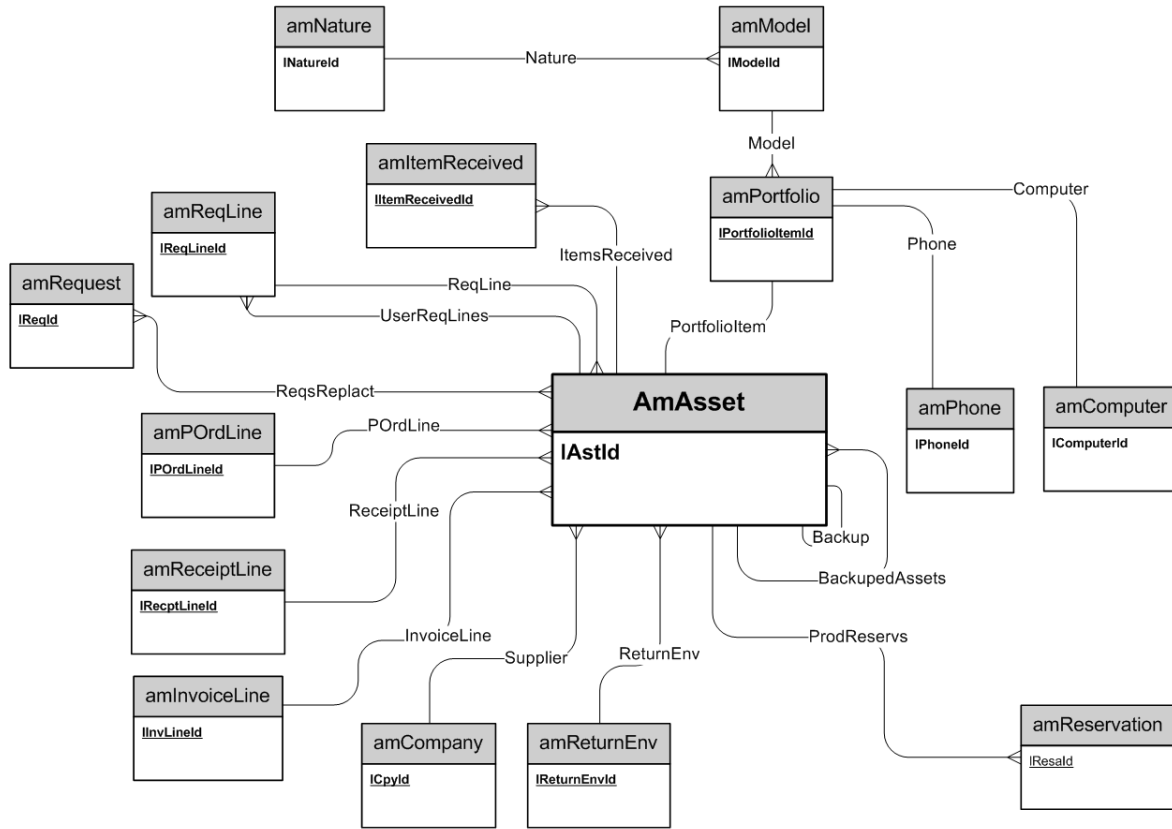 amNature
lNatureId
Nature
amModel
lModelId
Model
amItemReceived
lItemReceivedId
amPortfolio
lPortfolioItemId
Computer
amReqLine
lReqLineId
Phone
ItemsReceived
amRequest
lReqId
ReqLine
UserReqLines
PortfolioItem
ReqsReplact
AmAsset
lAstId
amPhone
lPhoneId
amComputer
lComputerId
amPOrdLine
lPOrdLineId
POrdLine
ReceiptLine
Backup
BackupedAssets
amReceiptLine
lRecptLineId
InvoiceLine
Supplier
ReturnEnv
ProdReservs
amInvoiceLine
lInvLineId
amCompany
lCpyId
amReturnEnv
lReturnEnvId
amReservation
lResaId